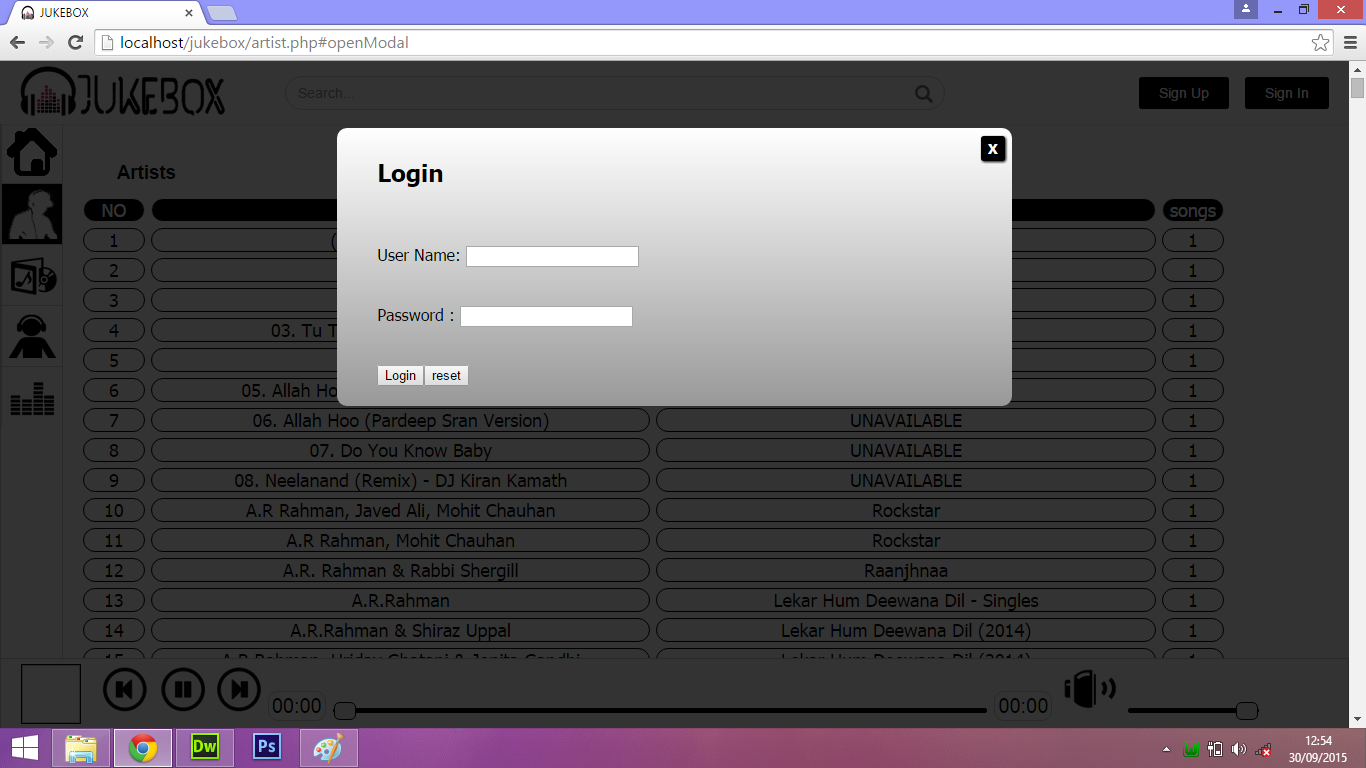 JUKEBOX
localhost/jukebox/artist.php#openModal
JUKEBOX
Search...
Sign Up
Sign In
x
Login
Artists
NO
songs
User Name:
Password :
Login reset
1 ( 1
2 1
3 1
4 03. Tu T 1
5 1
6 05. Allah Ho 1
7 06. Allah Hoo (Pardeep Sran Version) UNAVAILABLE 1
8 07. Do You Know Baby UNAVAILABLE 1
9 08. Neelanand (Remix) - DJ Kiran Kamath UNAVAILABLE 1
10 A.R Rahman, Javed Ali, Mohit Chauhan Rockstar 1
11 A.R Rahman, Mohit Chauhan Rockstar 1
12 A.R. Rahman & Rabbi Shergill Raanjhnaa 1
13 A.R.Rahman Lekar Hum Deewana Dil - Singles 1
14 A.R.Rahman & Shiraz Uppal Lekar Hum Deewana Dil (2014) 1
00:00 00:00
Dw Ps
12:54
30/09/2015